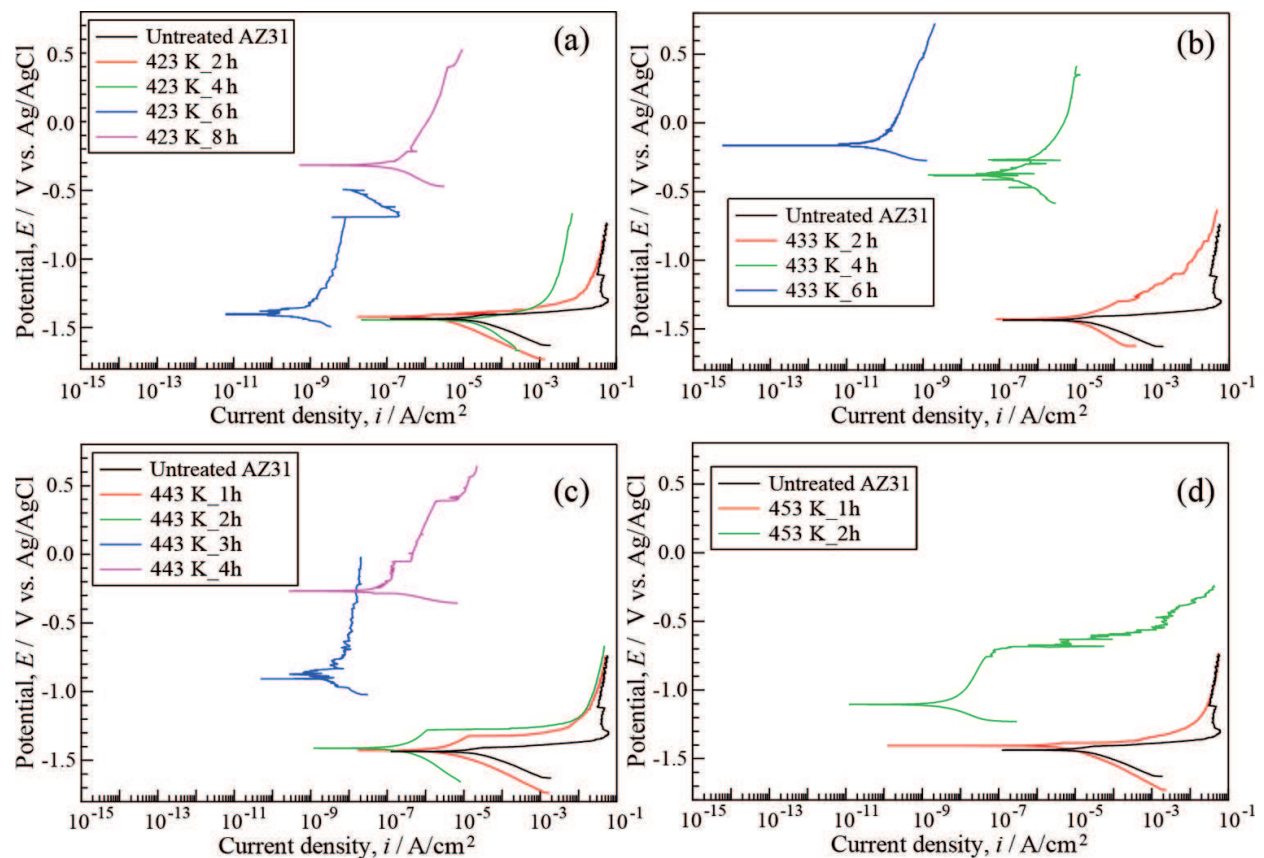 (a)
Untreated AZ31
423 K_2 h
423 K_4 h
423 K_6 h
423 K_8 h
0.5
0.0
-0.5
-1.0
-1.5
Potential, E / V vs. Ag/AgCl
10-15 10-13 10-11 10-9 10-7 10-5 10-3 10-1
Current density, i / A/cm2
(b)
Untreated AZ31
433 K_2 h
433 K_4 h
433 K_6 h
0.5
0.0
-0.5
-1.0
-1.5
Potential, E / V vs. Ag/AgCl
10-15 10-13 10-11 10-9 10-7 10-5 10-3 10-1
Current density, i / A/cm2
(c)
Untreated AZ31
443 K_1h
443 K_2h
443 K_3h
443 K_4h
0.5
0.0
-0.5
-1.0
-1.5
Potential, E / V vs. Ag/AgCl
10-15 10-13 10-11 10-9 10-7 10-5 10-3 10-1
Current density, i / A/cm2
(d)
Untreated AZ31
453 K_1h
453 K_2h
0.5
0.0
-0.5
-1.0
-1.5
Potential, E / V vs. Ag/AgCl
10-15 10-13 10-11 10-9 10-7 10-5 10-3 10-1
Current density, i / A/cm2